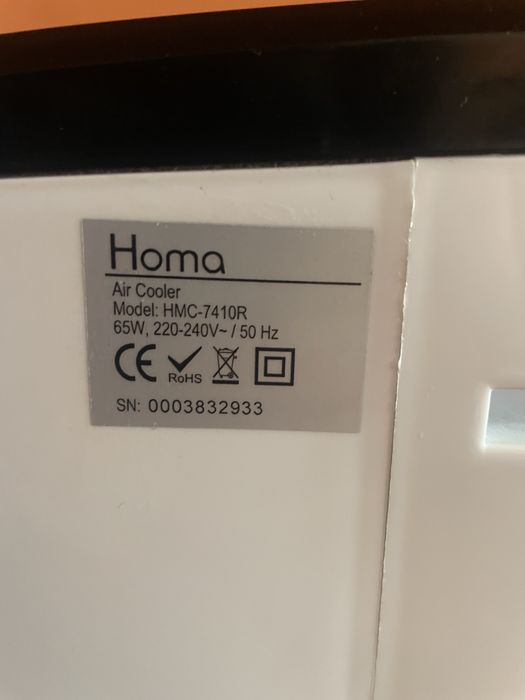 Homa
Air Cooler
Model: HMC-7410R
65W, 220-240V~ / 50 Hz
CE RoHS
SN: 0003832933